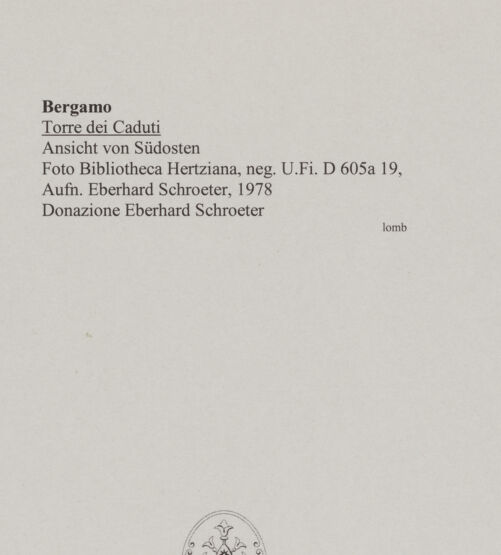 Bergamo
Torre dei Caduti
Ansicht von Südosten
Foto Bibliotheca Hertziana, neg. U.Fi. D 605a 19,
Aufn. Eberhard Schroeter, 1978
Donazione Eberhard Schroeter
lomb